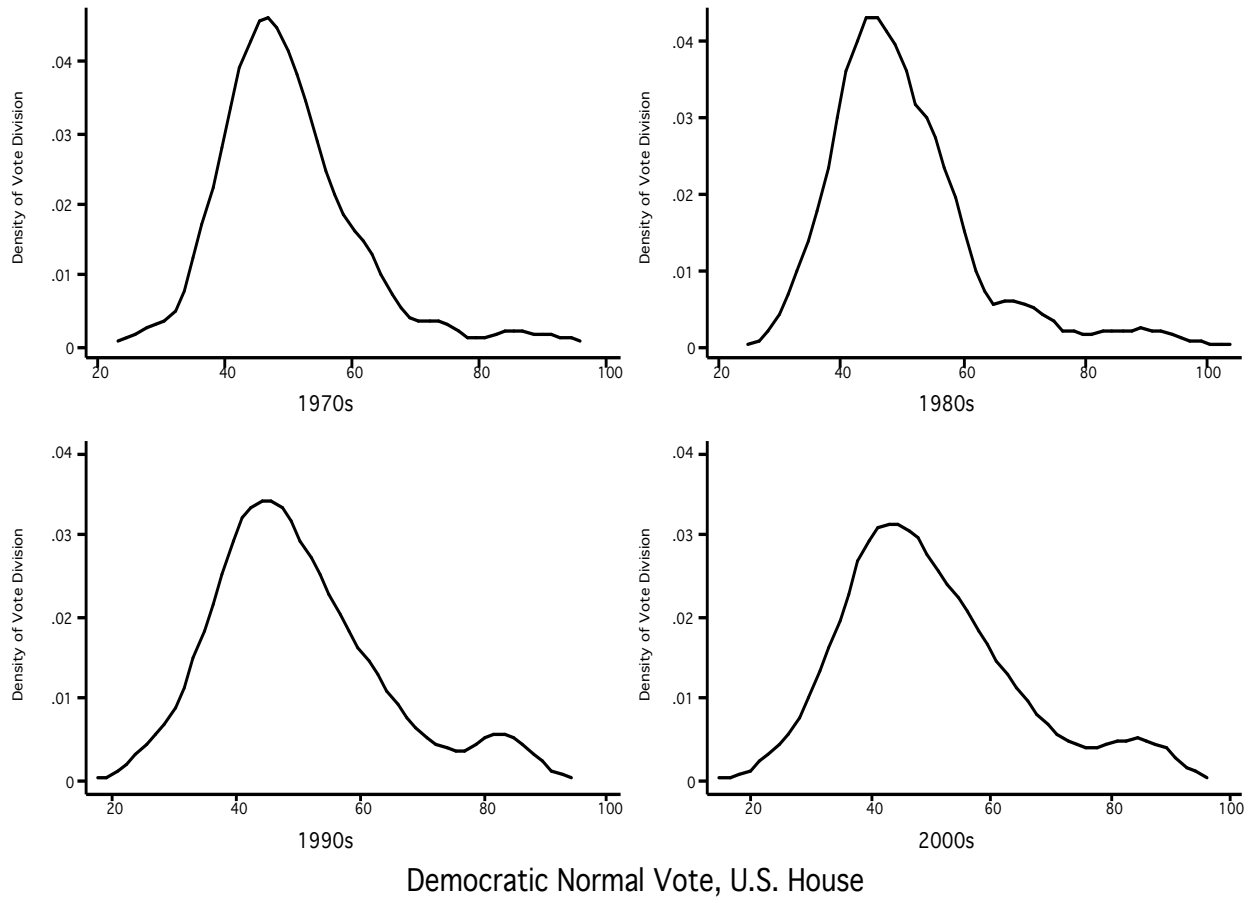 Density of Vote Division
.04
.03
.02
.01
0
20 40 60 80 100
1970s
Density of Vote Division
.04
.03
.02
.01
0
20 40 60 80 100
1980s
Density of Vote Division
.04
.03
.02
.01
0
20 40 60 80 100
1990s
Density of Vote Division
.04
.03
.02
.01
0
20 40 60 80 100
2000s
Democratic Normal Vote, U.S. House